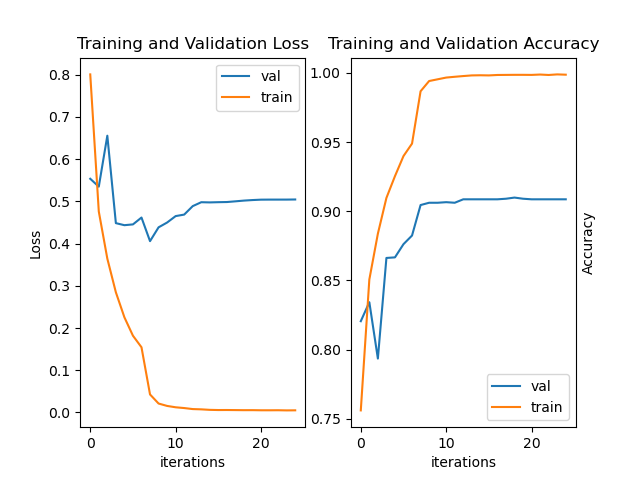 Training and Validation Loss
Loss
0.8
0.7
0.6
0.5
0.4
0.3
0.2
0.1
0.0
val
train
0
10
20
iterations
Training and Validation Accuracy
1.00
0.95
0.90
0.85
0.80
0.75
Accuracy
val
train
0
10
20
iterations